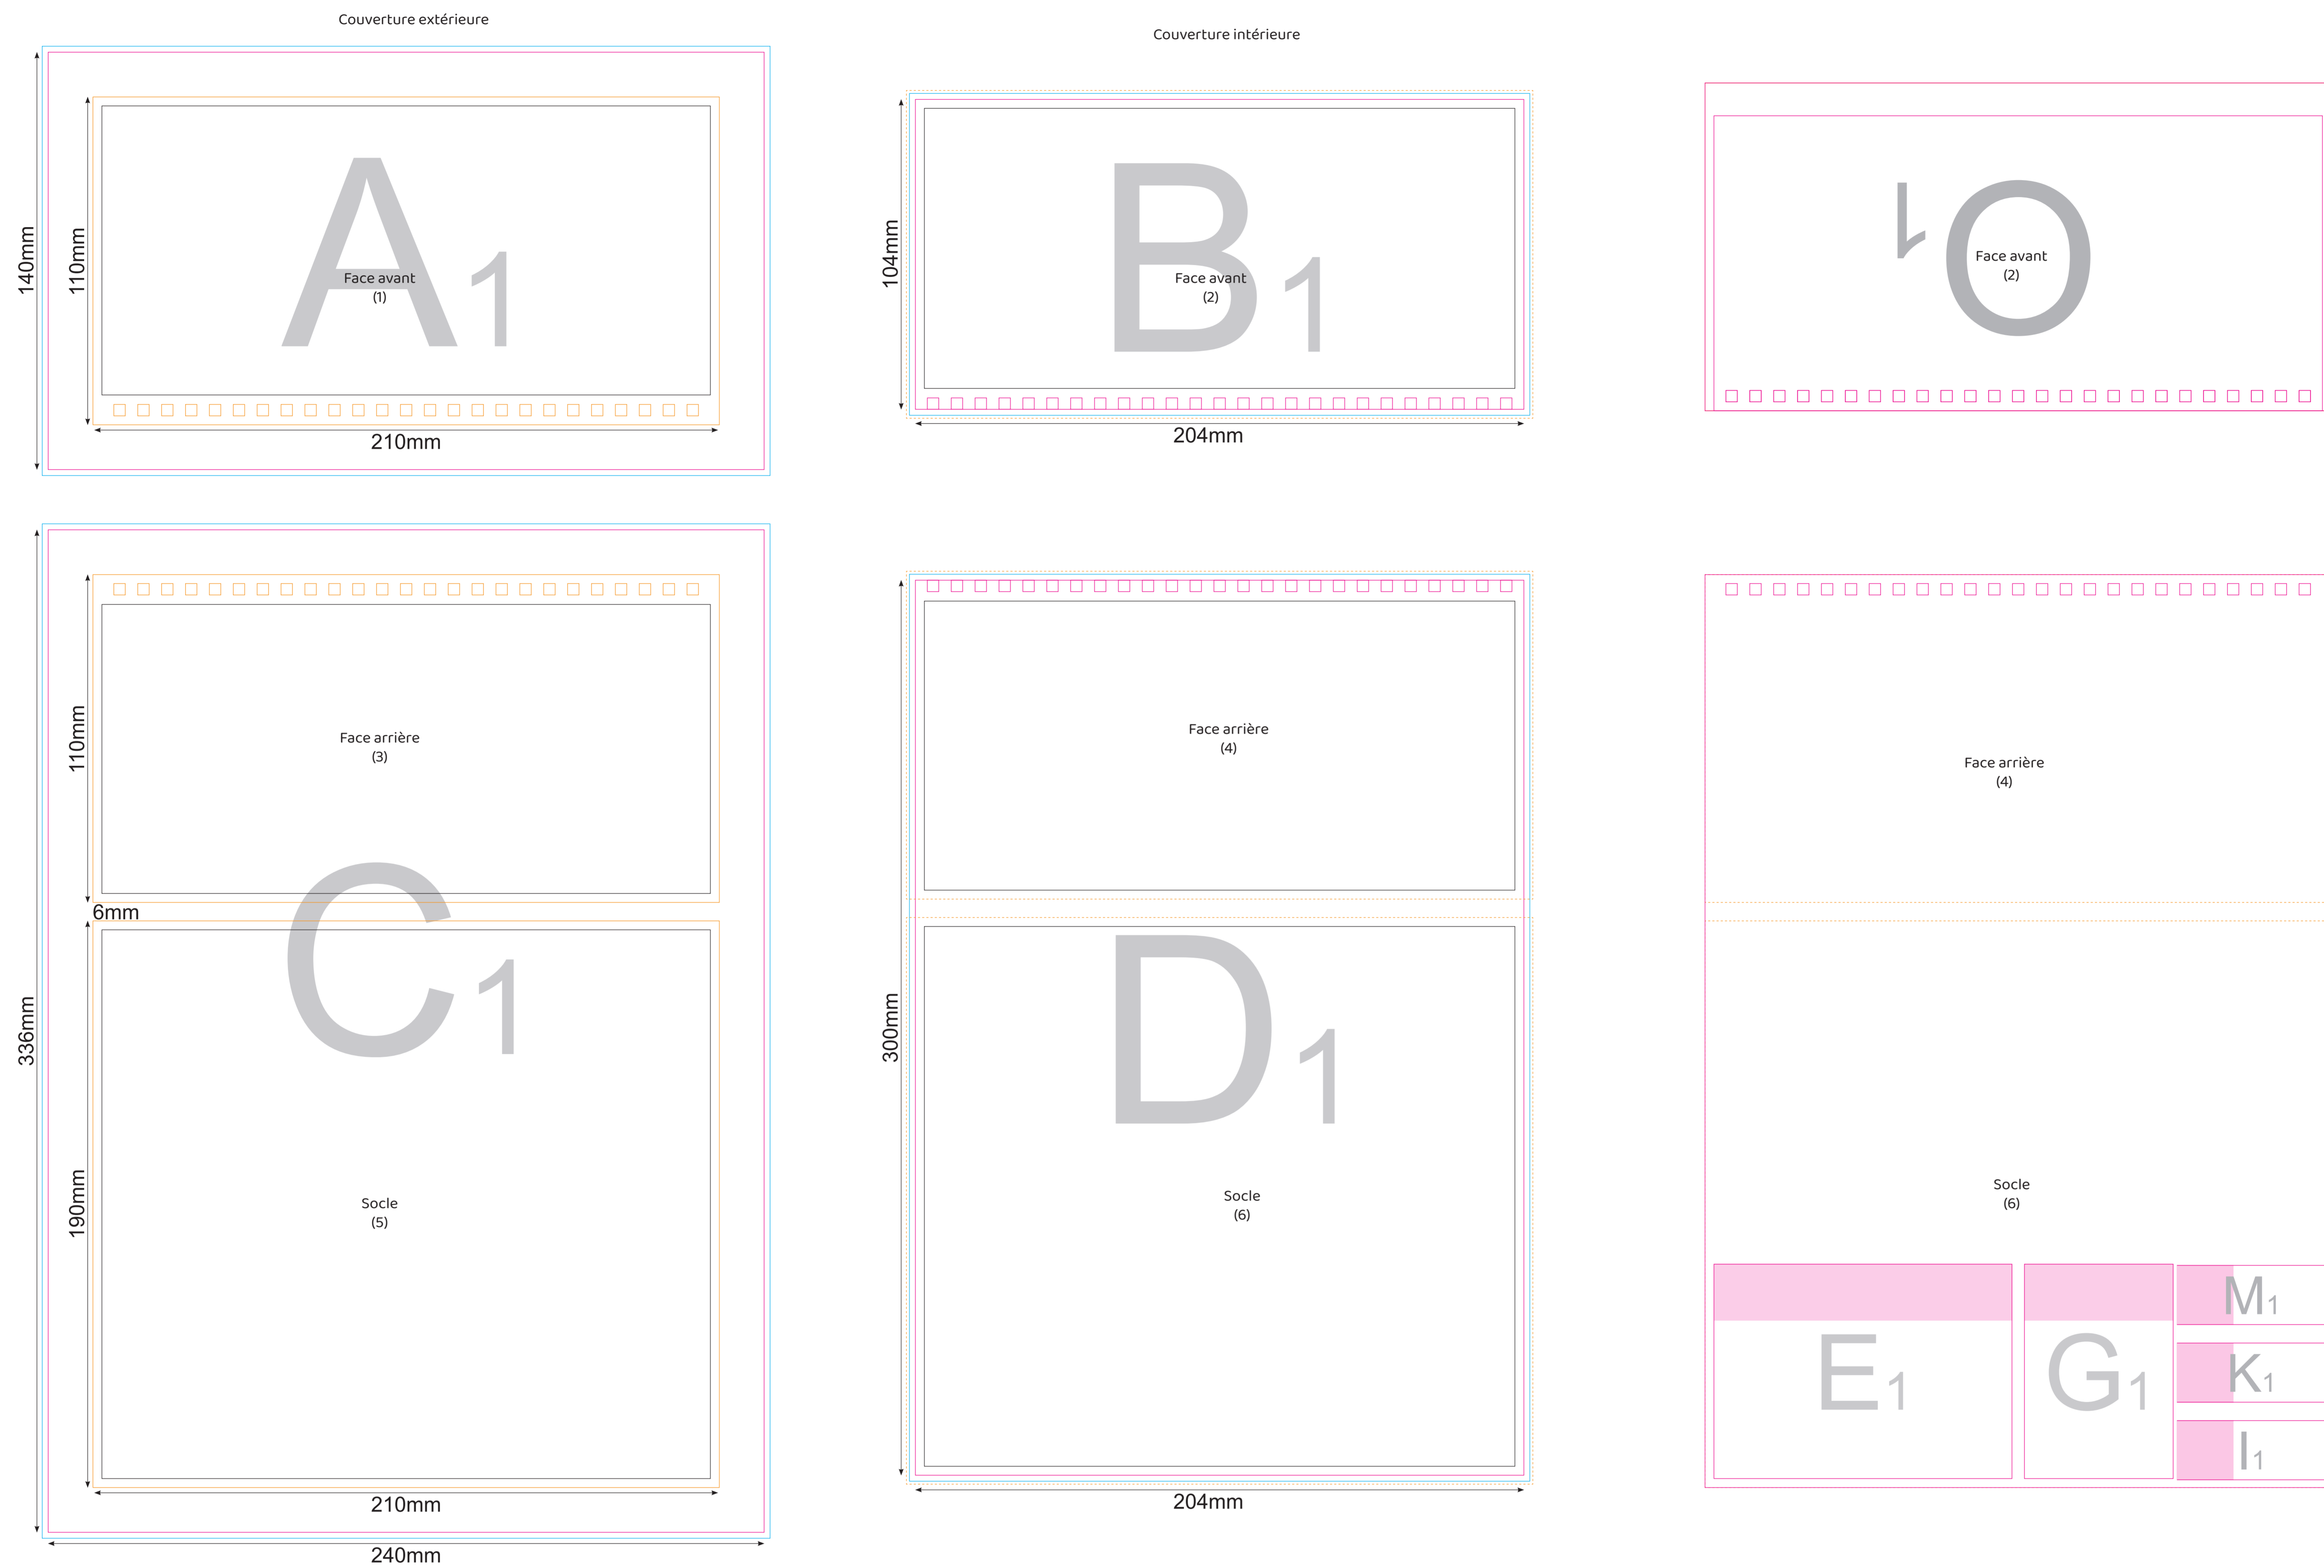 Couverture extérieure
Couverture intérieure
140mm
110mm
A1
Face avant
(1)
210mm
104mm
B1
Face avant
(2)
204mm
O1
Face avant
(2)
336mm
110mm
Face arrière
(3)
6mm
C1
190mm
Socle
(5)
210mm
240mm
300mm
Face arrière
(4)
D1
Socle
(6)
204mm
Face arrière
(4)
Socle
(6)
E1
G1
M1
K1
I1